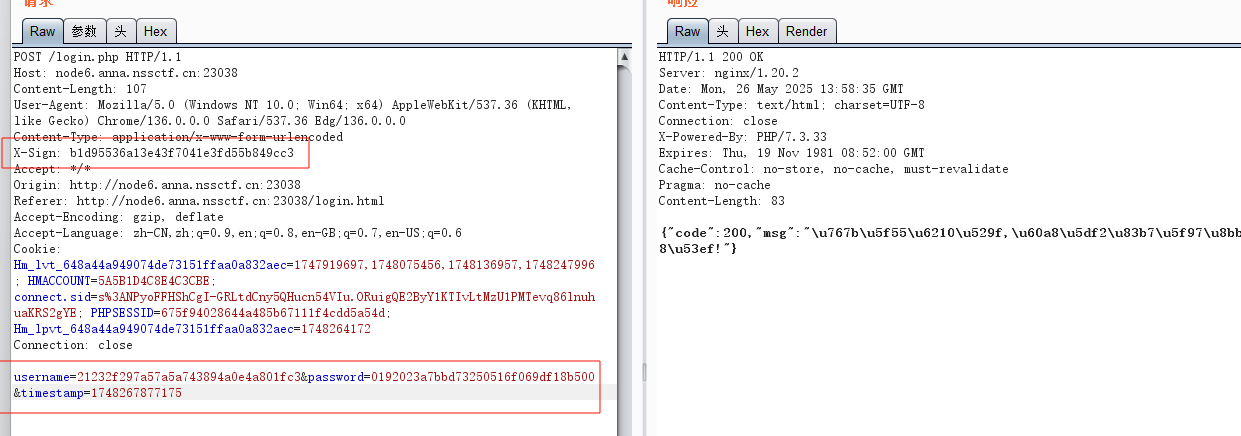 请求
Raw 参数 头 Hex
POST /login.php HTTP/1.1
Host: node6.anna.nssctf.cn:23038
Content-Length: 107
User-Agent: Mozilla/5.0 (Windows NT 10.0; Win64; x64) AppleWebKit/537.36 (KHTML,
like Gecko) Chrome/136.0.0.0 Safari/537.36 Edg/136.0.0.0
Content-Type: application/x-www-form-urlencoded
X-Sign: b1d95536a13e43f7041e3fd55b849cc3
Accept: */*
Origin: http://node6.anna.nssctf.cn:23038
Referer: http://node6.anna.nssctf.cn:23038/login.html
Accept-Encoding: gzip, deflate
Accept-Language: zh-CN,zh;q=0.9,en;q=0.8,en-GB;q=0.7,en-US;q=0.6
Cookie:
Hm_lvt_648a44a949074de73151ffaa0a832aec=1747919697,1748075456,1748136957,1748247996
; HMACCOUNT=5A5B1D4C8E4C3CBE;
connect.sid=s%3ANPyoFFHShCgI-GRLtdCny5QHucn54VIu.ORuigQE2ByY1KTIvLtMzU1PMTevq86lnuh
uaKRS2gYE; PHPSESSID=675f94028644a485b67111f4cdd5a54d;
Hm_lpvt_648a44a949074de73151ffaa0a832aec=1748264172
Connection: close
username=21232f297a57a5a743894a0e4a801fc3&password=0192023a7bbd73250516f069df18b500
&timestamp=1748267877175
响应
Raw 头 Hex Render
HTTP/1.1 200 OK
Server: nginx/1.20.2
Date: Mon, 26 May 2025 13:58:35 GMT
Content-Type: text/html; charset=UTF-8
Connection: close
X-Powered-By: PHP/7.3.33
Expires: Thu, 19 Nov 1981 08:52:00 GMT
Cache-Control: no-store, no-cache, must-revalidate
Pragma: no-cache
Content-Length: 83
{"code":200,"msg":"\u767b\u5f55\u6210\u529f,\u60a8\u5df2\u83b7\u5f97\u8bb
8\u53ef!"}